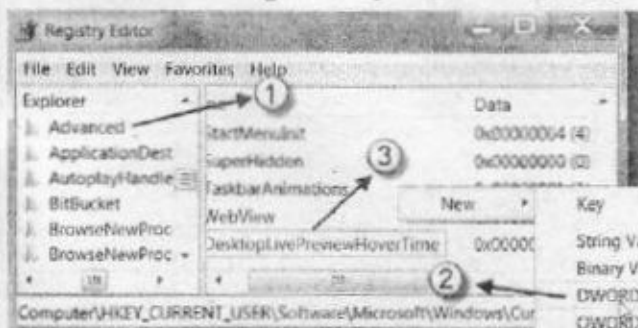 Registry Editor
File Edit View Favorites Help
Explorer
Advanced
ApplicationDest
AutoplayHandle
BitBucket
BrowseNewProc
BrowseNewProc
Data
StartMenuInit 0x00000004 (4)
SuperHidden 0x00000000 (0)
TaskbarAnimations
WebView
DesktopLivePreviewHoverTime 0x00000
1
3
2
New
Key
String Va
Binary V
DWORD
QWORD
Computer\HKEY_CURRENT_USER\Software\Microsoft\Windows\Cur